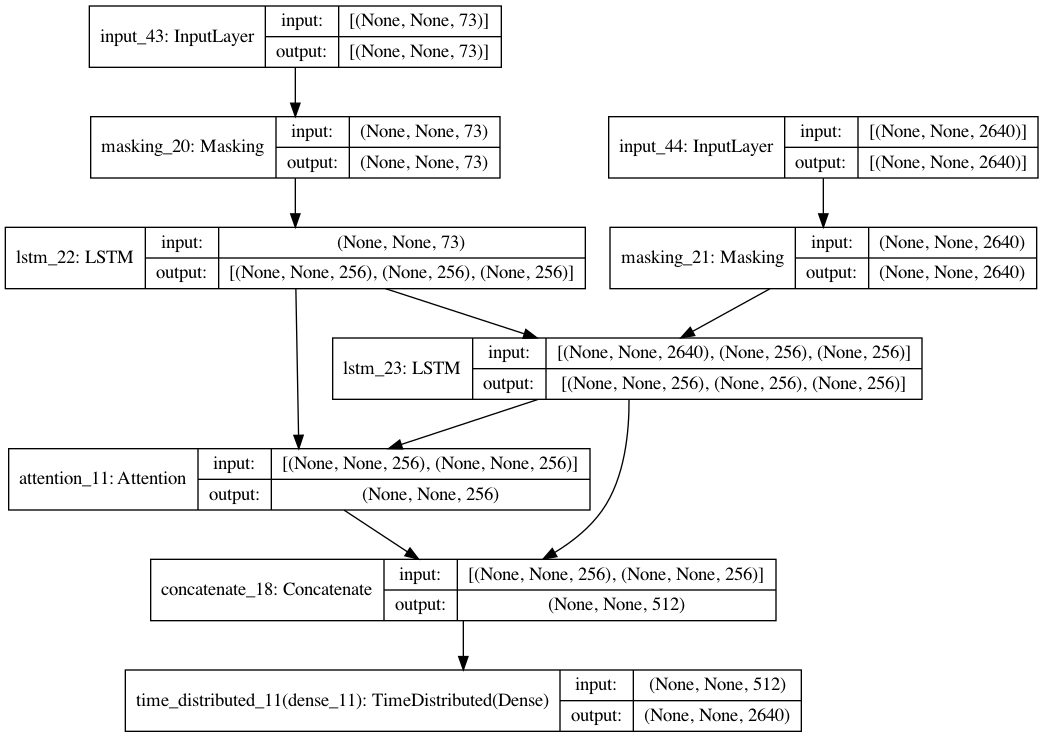 input_43: InputLayer
input: [(None, None, 73)]
output: [(None, None, 73)]
masking_20: Masking
input: (None, None, 73)
output: (None, None, 73)
input_44: InputLayer
input: [(None, None, 2640)]
output: [(None, None, 2640)]
lstm_22: LSTM
input: (None, None, 73)
output: [(None, None, 256), (None, 256), (None, 256)]
masking_21: Masking
input: (None, None, 2640)
output: (None, None, 2640)
lstm_23: LSTM
input: [(None, None, 2640), (None, 256), (None, 256)]
output: [(None, None, 256), (None, 256), (None, 256)]
attention_11: Attention
input: [(None, None, 256), (None, None, 256)]
output: (None, None, 256)
concatenate_18: Concatenate
input: [(None, None, 256), (None, None, 256)]
output: (None, None, 512)
time_distributed_11(dense_11): TimeDistributed(Dense)
input: (None, None, 512)
output: (None, None, 2640)